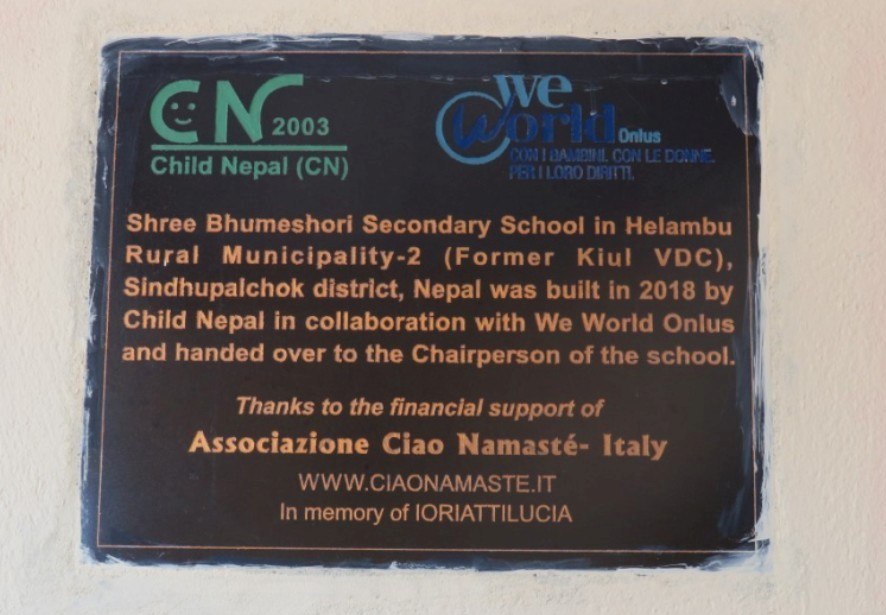 CN 2003
Child Nepal (CN)
We
World Onlus
CON I BAMBINI. CON LE DONNE.
PER I LORO DIRITTI.
Shree Bhumeshori Secondary School in Helambu
Rural Municipality-2 (Former Kiul VDC),
Sindhupalchok district, Nepal was built in 2018 by
Child Nepal in collaboration with We World Onlus
and handed over to the Chairperson of the school.
Thanks to the financial support of
Associazione Ciao Namasté- Italy
WWW.CIAONAMASTE.IT
In memory of IORIATTILUCIA